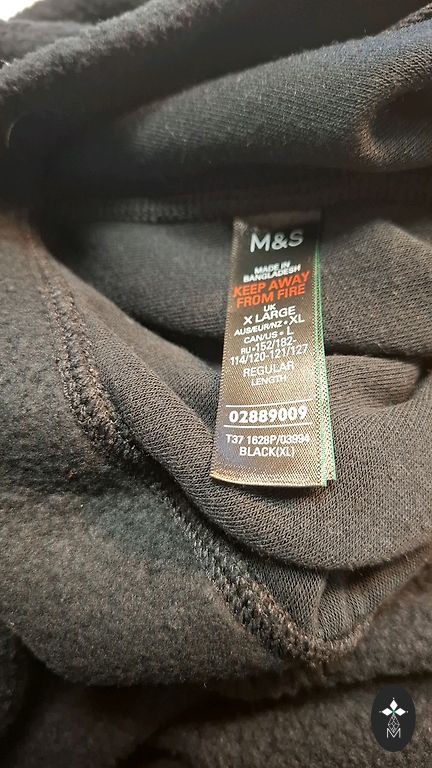 M&S
MADE IN
BANGLADESH
KEEP AWAY
FROM FIRE
UK
X LARGE
AUS/EUR/NZ • XL
CAN/US • L
RU • 152/182-
114/120-121/127
REGULAR
LENGTH
02889009
T37 1628P/03994
BLACK(XL)
M